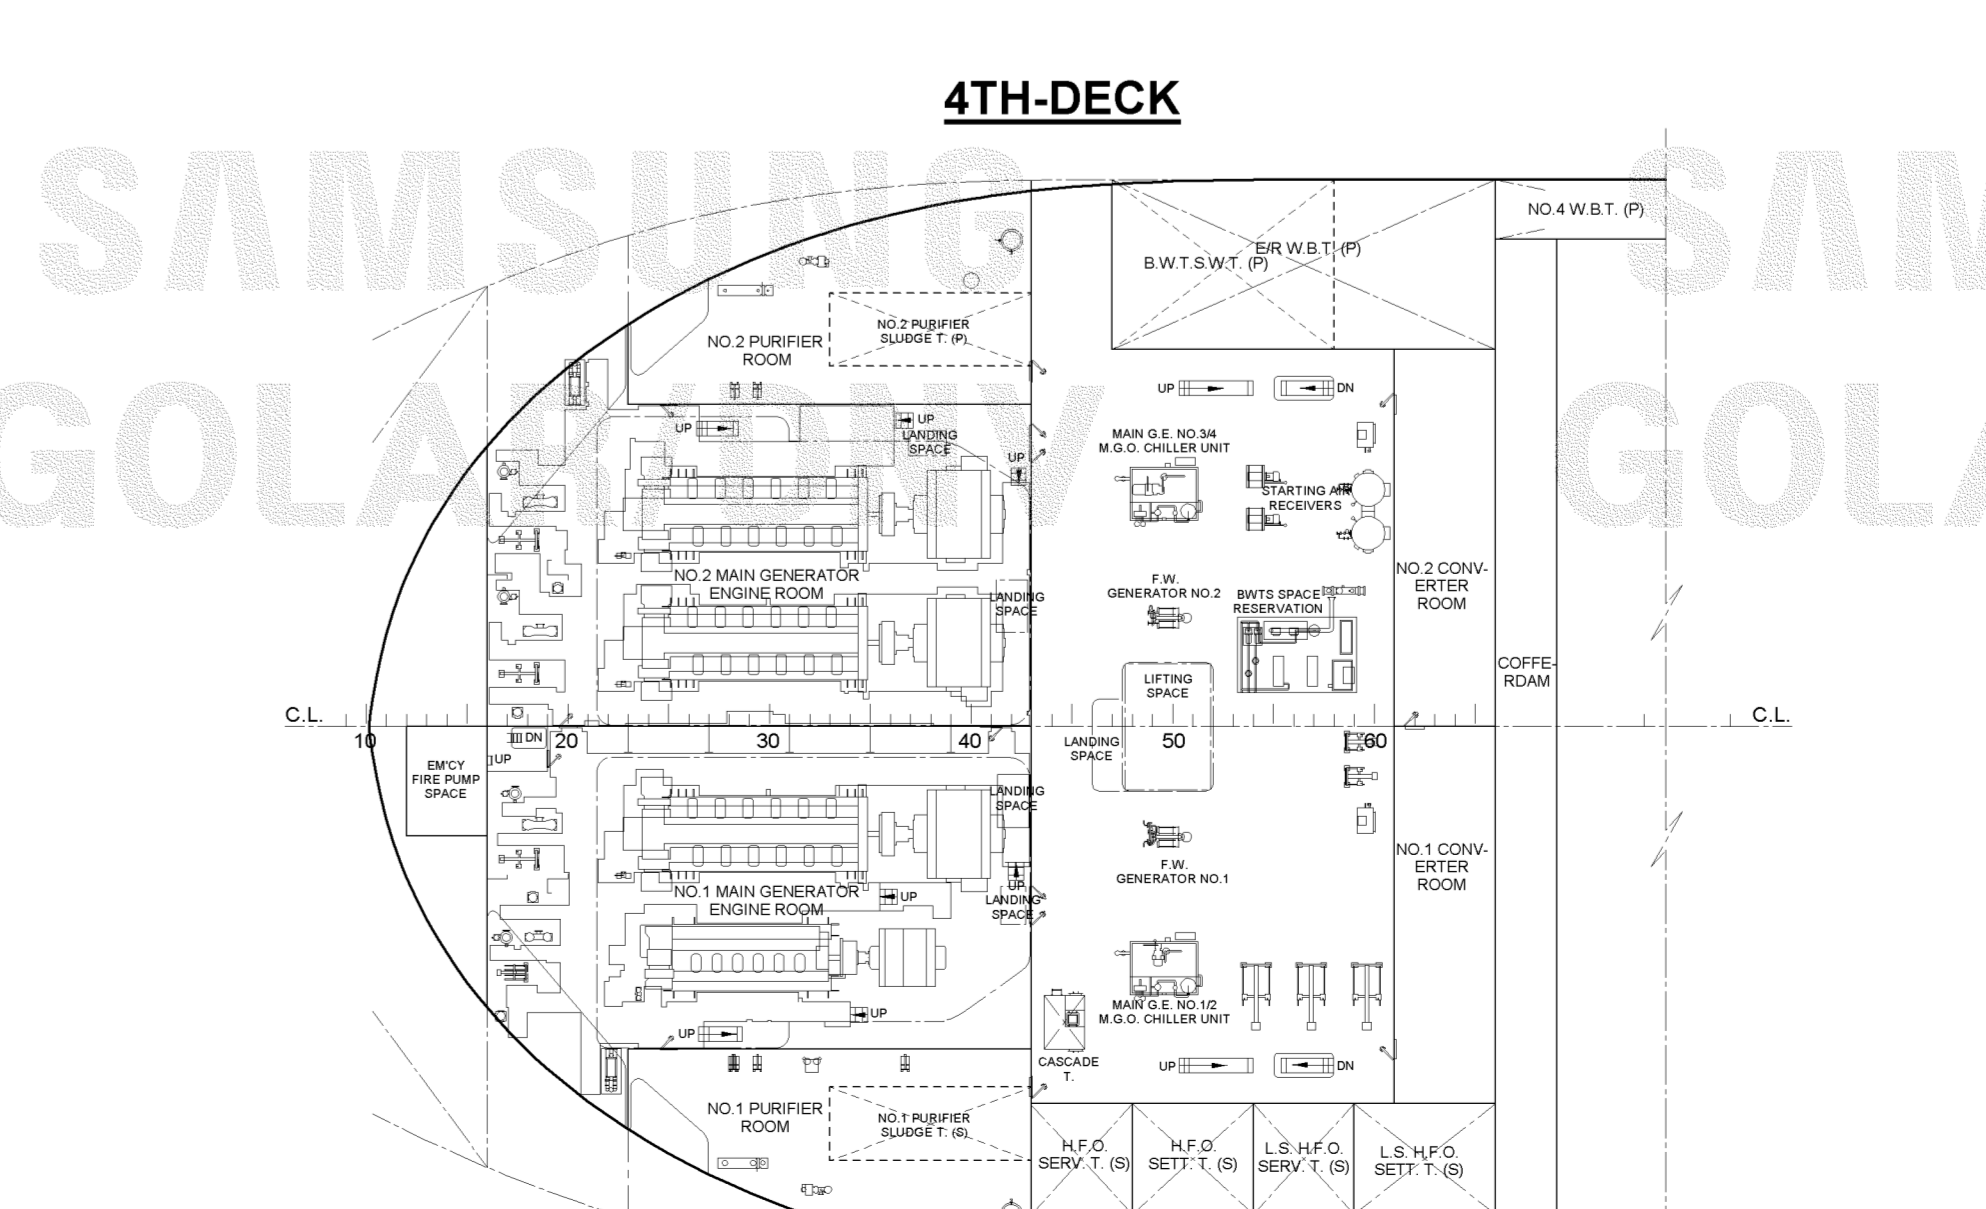 4TH-DECK
SAMSUNG
SAM
NO.4 W.B.T. (P)
E/R W.B.T. (P)
B.W.T.S.W.T. (P)
NO.2 PURIFIER
SLUDGE T. (P)
NO.2 PURIFIER
ROOM
GOLAR/DNV
GOLA
UP
DN
UP
UP
LANDING
SPACE
UP
MAIN G.E. NO.3/4
M.G.O. CHILLER UNIT
STARTING AIR
RECEIVERS
NO.2 MAIN GENERATOR
ENGINE ROOM
LANDING
SPACE
F.W.
GENERATOR NO.2
BWTS SPACE
RESERVATION
NO.2 CONV-
ERTER
ROOM
COFFE-
RDAM
LIFTING
SPACE
C.L.
C.L.
10
20
30
40
50
60
DN
UP
EM'CY
FIRE PUMP
SPACE
LANDING
SPACE
LANDING
SPACE
NO.1 CONV-
ERTER
ROOM
F.W.
GENERATOR NO.1
NO.1 MAIN GENERATOR
ENGINE ROOM
UP
UP
LANDING
SPACE
MAIN G.E. NO.1/2
M.G.O. CHILLER UNIT
UP
UP
CASCADE
T.
UP
DN
NO.1 PURIFIER
ROOM
NO.1 PURIFIER
SLUDGE T. (S)
H.F.O.
SERV. T. (S)
H.F.O.
SETT. T. (S)
L.S. H.F.O.
SERV. T. (S)
L.S. H.F.O.
SETT. T. (S)